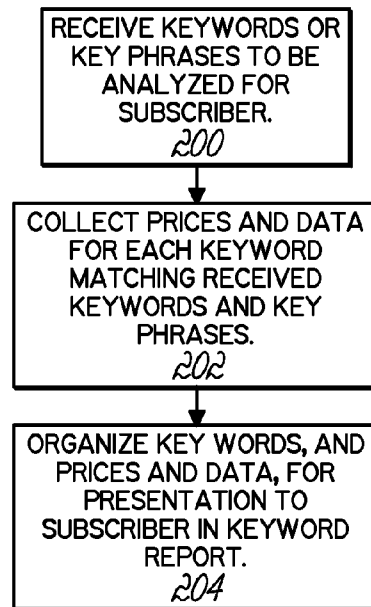 RECEIVE KEYWORDS OR
KEY PHRASES TO BE
ANALYZED FOR
SUBSCRIBER.
200
COLLECT PRICES AND DATA
FOR EACH KEYWORD
MATCHING RECEIVED
KEYWORDS AND KEY
PHRASES.
202
ORGANIZE KEY WORDS, AND
PRICES AND DATA, FOR
PRESENTATION TO
SUBSCRIBER IN KEYWORD
REPORT.
204